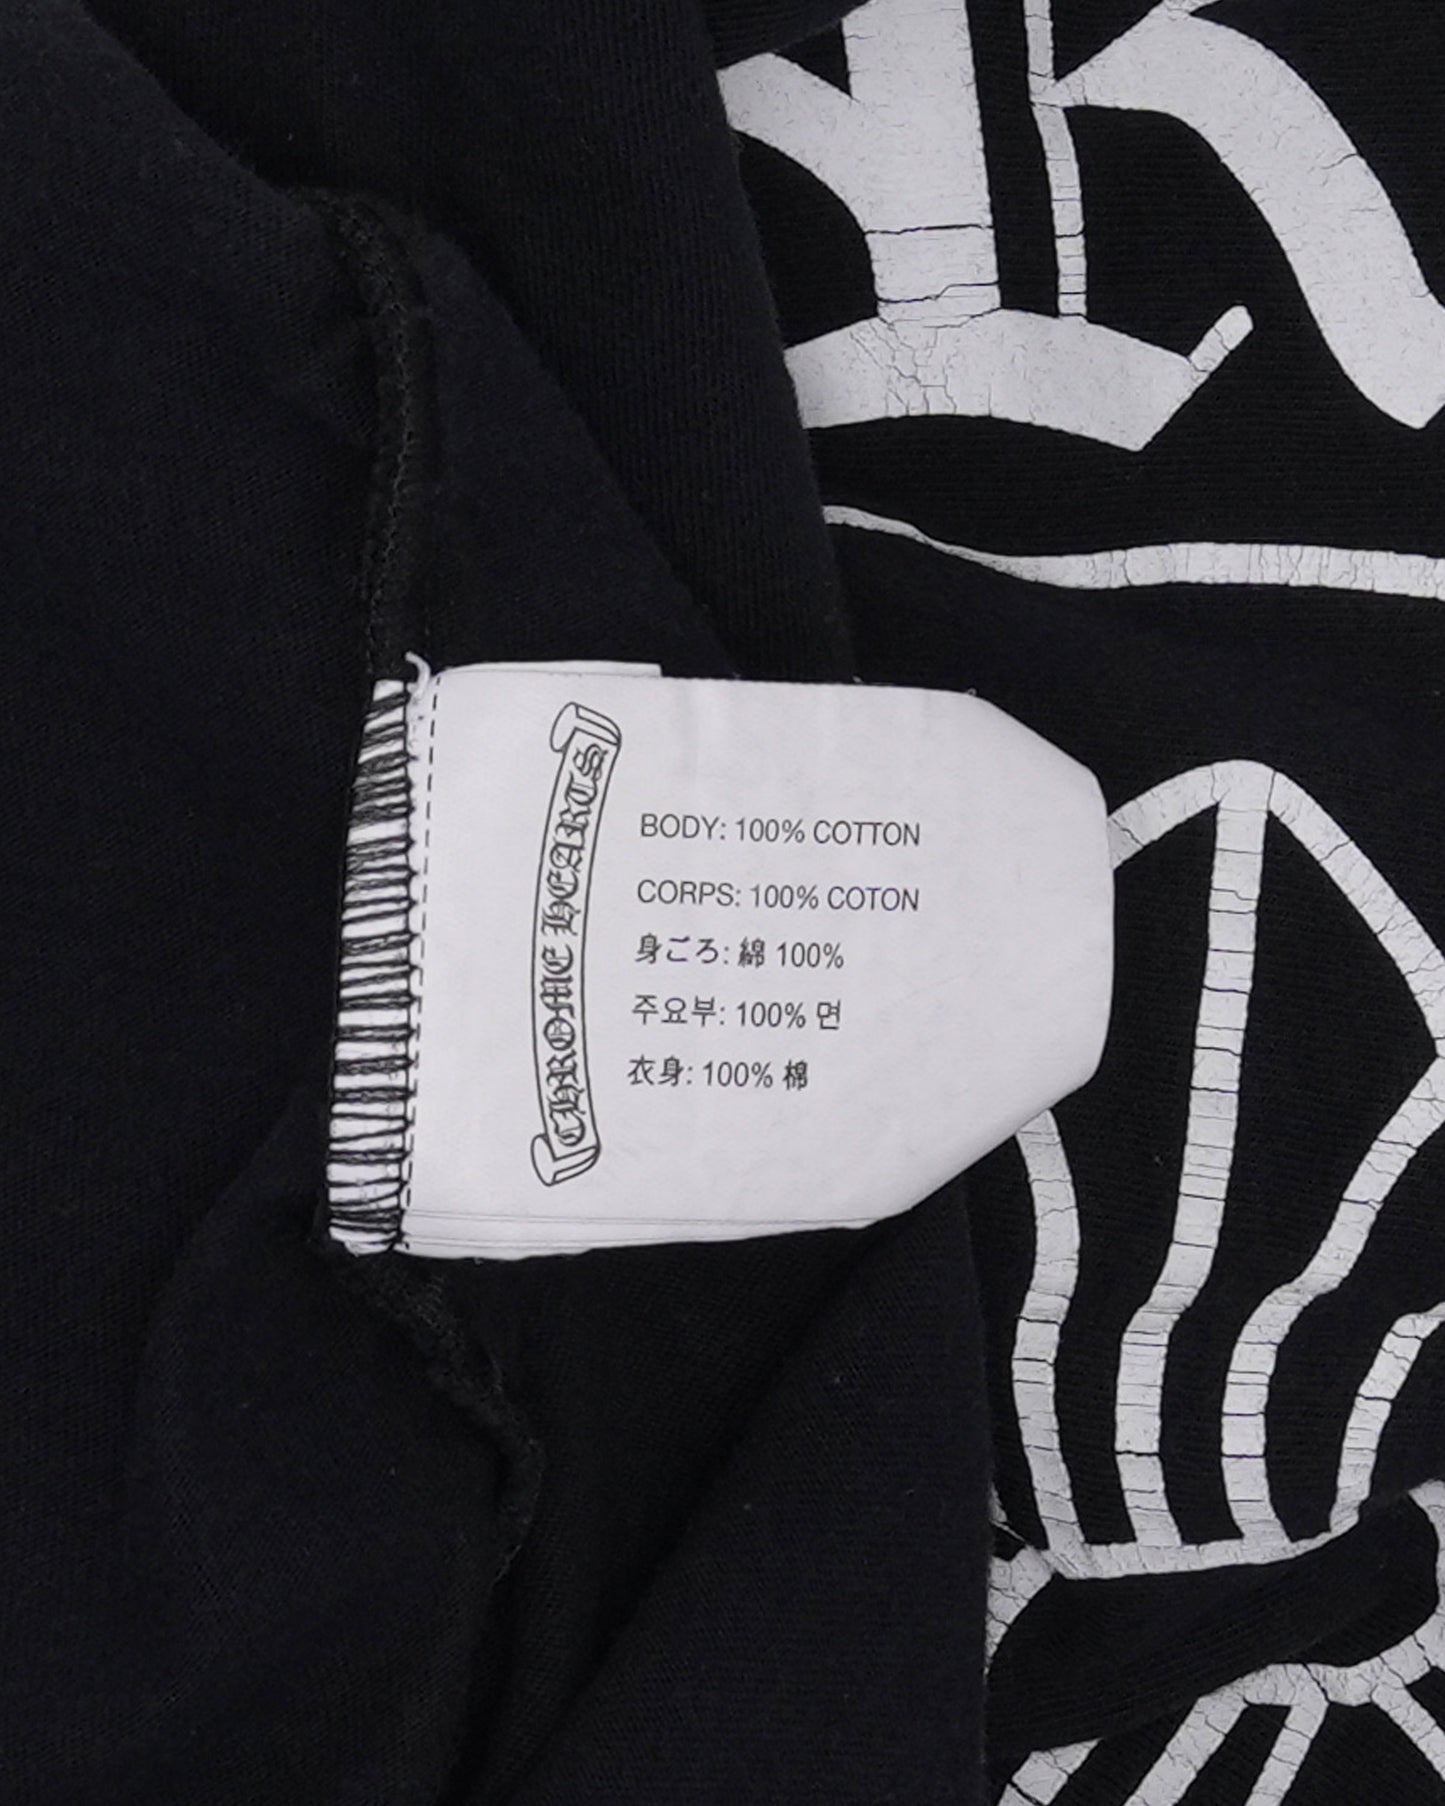 CHROME HEARTS
BODY: 100% COTTON
CORPS: 100% COTON
身ごろ: 綿 100%
주요부: 100% 면
衣身: 100% 棉